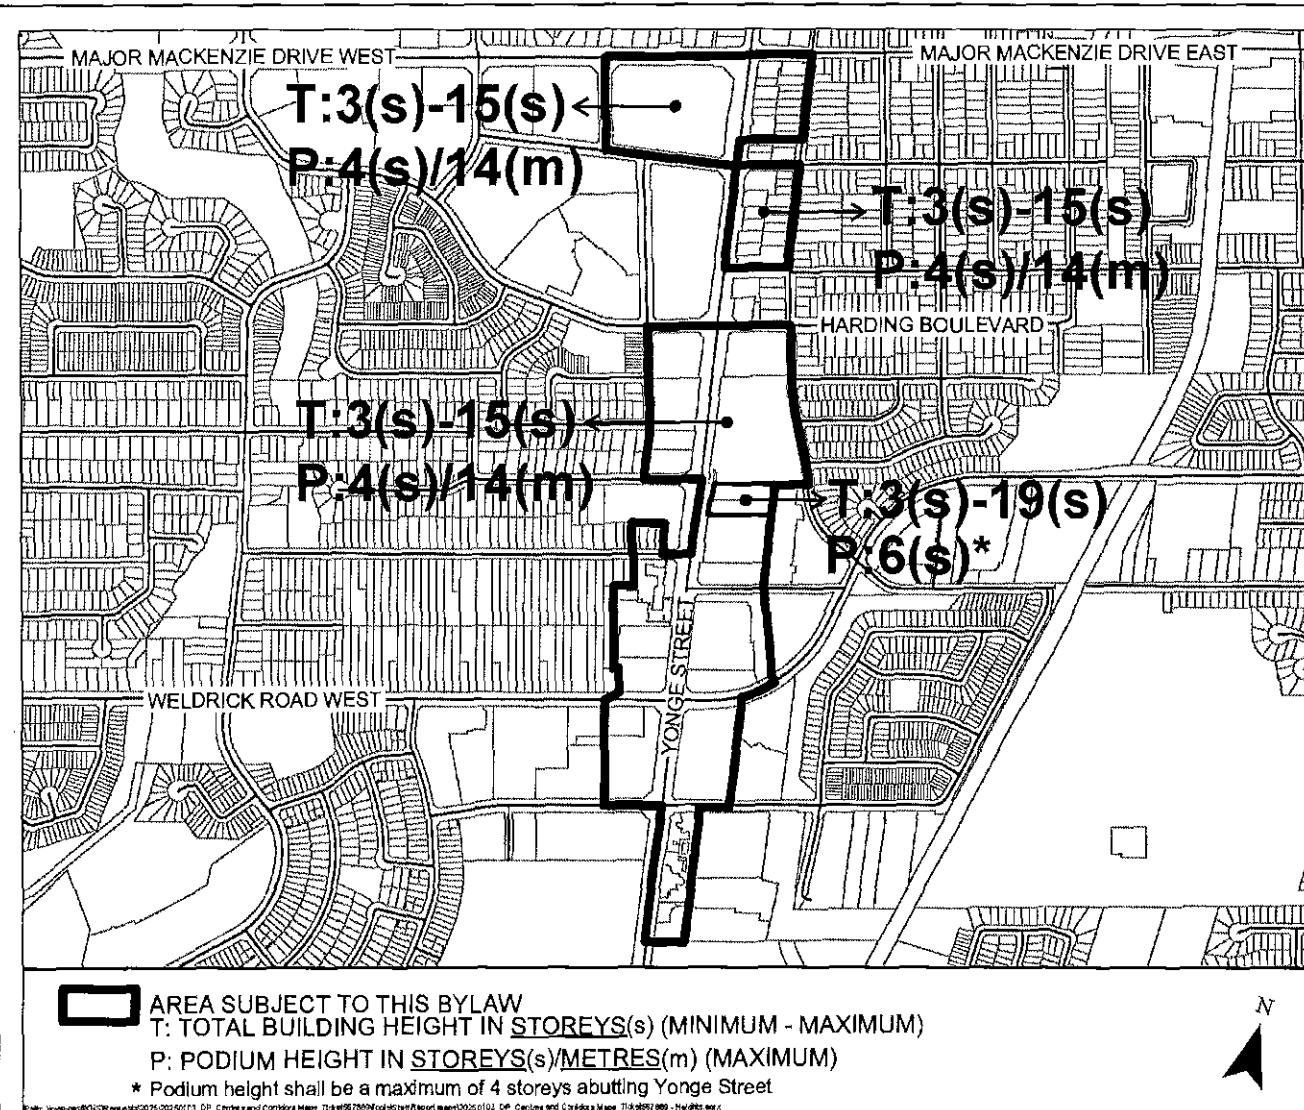 MAJOR MACKENZIE DRIVE WEST
MAJOR MACKENZIE DRIVE EAST
T:3(s)-15(s)
P:4(s)/14(m)
T:3(s)-15(s)
P:4(s)/14(m)
HARDING BOULEVARD
T:3(s)-15(s)
P:4(s)/14(m)
T:3(s)-19(s)
P:6(s)*
YONGE STREET
WELDRICK ROAD WEST
AREA SUBJECT TO THIS BYLAW
T: TOTAL BUILDING HEIGHT IN STOREYS(s) (MINIMUM - MAXIMUM)
P: PODIUM HEIGHT IN STOREYS(s)/METRES(m) (MAXIMUM)
* Podium height shall be a maximum of 4 storeys abutting Yonge Street
N